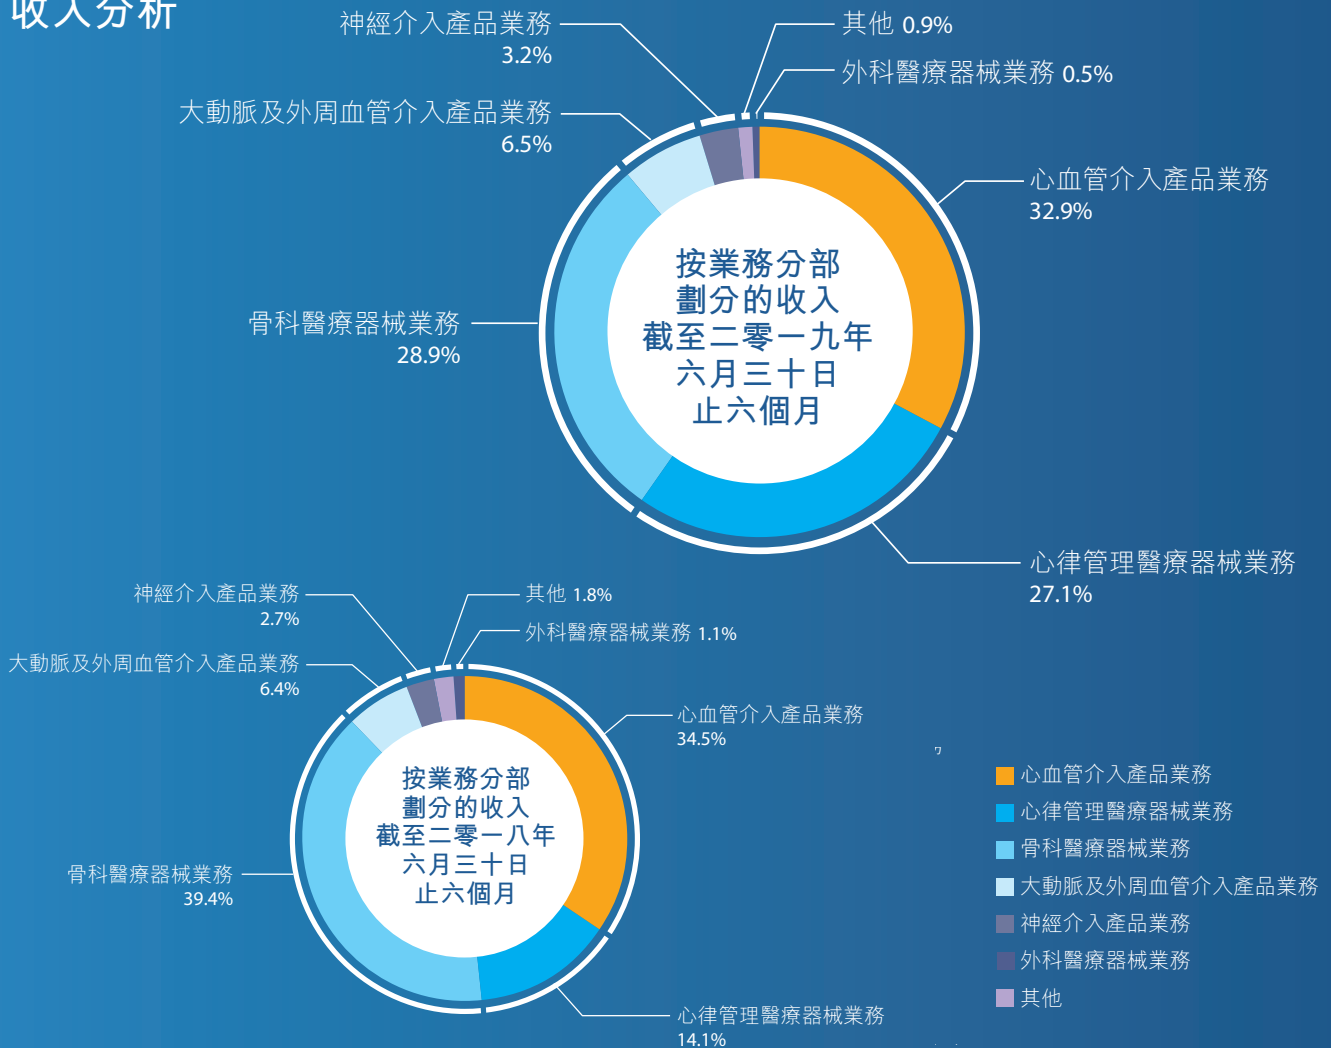 收入分析
神經介入產品業務
3.2%
其他 0.9%
外科醫療器械業務 0.5%
大動脈及外周血管介入產品業務
6.5%
心血管介入產品業務
32.9%
骨科醫療器械業務
28.9%
按業務分部
劃分的收入
截至二零一九年
六月三十日
止六個月
心律管理醫療器械業務
27.1%
神經介入產品業務
2.7%
其他 1.8%
外科醫療器械業務 1.1%
大動脈及外周血管介入產品業務
6.4%
心血管介入產品業務
34.5%
骨科醫療器械業務
39.4%
按業務分部
劃分的收入
截至二零一八年
六月三十日
止六個月
心律管理醫療器械業務
14.1%
心血管介入產品業務
心律管理醫療器械業務
骨科醫療器械業務
大動脈及外周血管介入產品業務
神經介入產品業務
外科醫療器械業務
其他